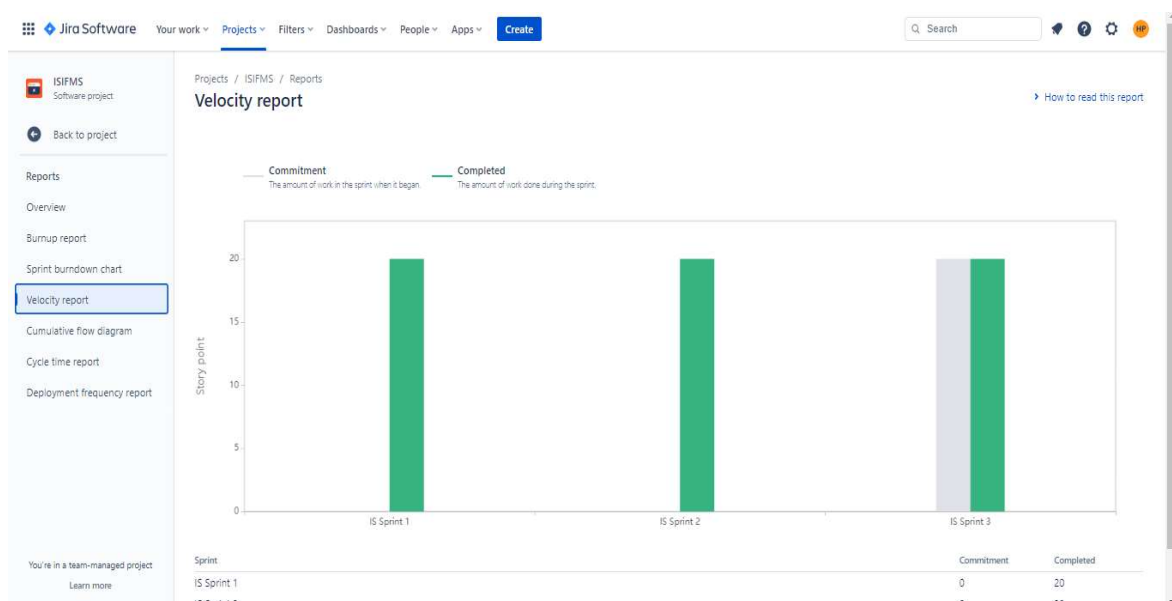 Jira Software Your work Projects Filters Dashboards People Apps Create Search HP
ISIFMS
Software project
Back to project
Reports
Overview
Burnup report
Sprint burndown chart
Velocity report
Cumulative flow diagram
Cycle time report
Deployment frequency report
You're in a team-managed project
Learn more
Projects / ISIFMS / Reports
Velocity report
How to read this report
Commitment
The amount of work in the sprint when it began.
Completed
The amount of work done during the sprint.
Story point
20
15
10
5
0
IS Sprint 1 IS Sprint 2 IS Sprint 3
Sprint Commitment Completed
IS Sprint 1 0 20